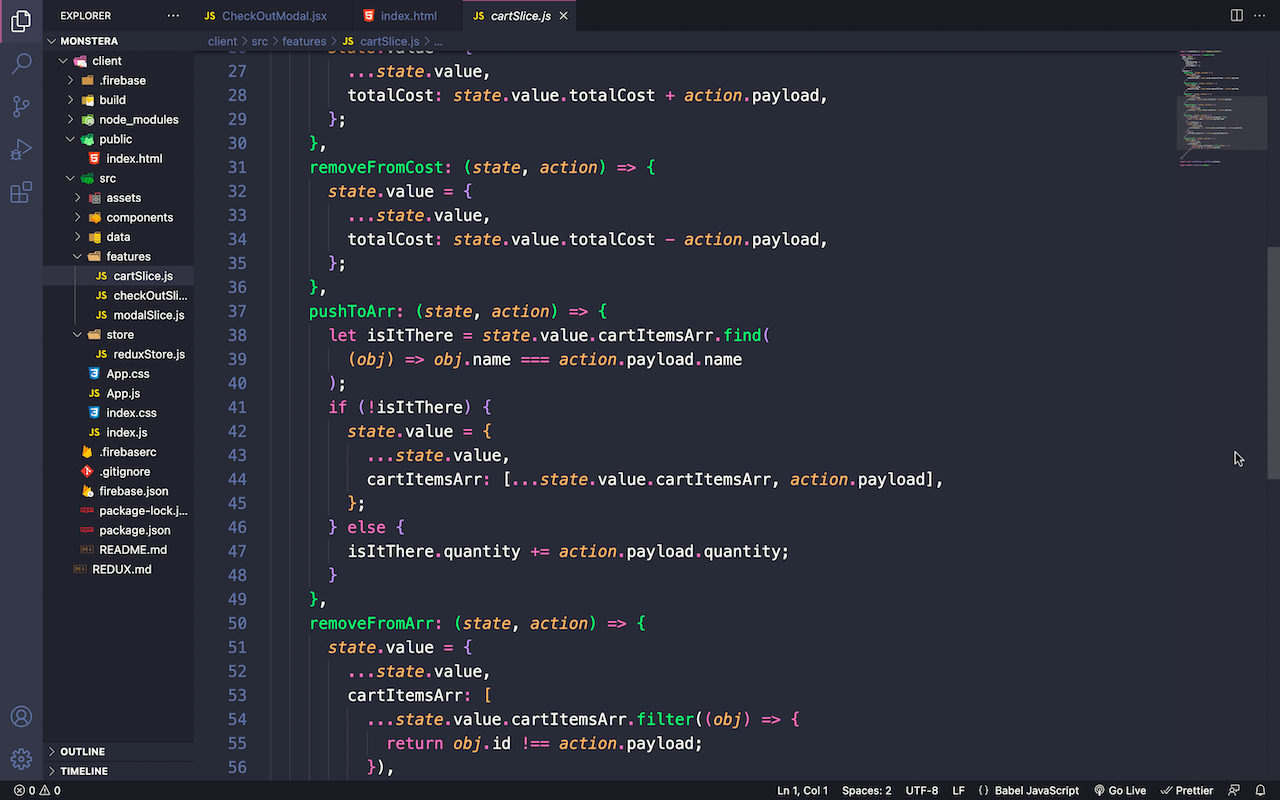 EXPLORER
MONSTERA
client
.firebase
build
node_modules
public
index.html
src
assets
components
data
features
cartSlice.js
checkOutSli...
modalSlice.js
store
reduxStore.js
App.css
App.js
index.css
index.js
.firebaserc
.gitignore
firebase.json
package-lock.j...
package.json
README.md
REDUX.md
OUTLINE
TIMELINE
JS CheckOutModal.jsx
index.html
JS cartSlice.js
client > src > features > JS cartSlice.js > ...
27 ...state.value,
28 totalCost: state.value.totalCost + action.payload,
29 };
30 },
31 removeFromCost: (state, action) => {
32 state.value = {
33 ...state.value,
34 totalCost: state.value.totalCost - action.payload,
35 };
36 },
37 pushToArr: (state, action) => {
38 let isItThere = state.value.cartItemsArr.find(
39 (obj) => obj.name === action.payload.name
40 );
41 if (!isItThere) {
42 state.value = {
43 ...state.value,
44 cartItemsArr: [...state.value.cartItemsArr, action.payload],
45 };
46 } else {
47 isItThere.quantity += action.payload.quantity;
48 }
49 },
50 removeFromArr: (state, action) => {
51 state.value = {
52 ...state.value,
53 cartItemsArr: [
54 ...state.value.cartItemsArr.filter((obj) => {
55 return obj.id !== action.payload;
56 }),
0 0
Ln 1, Col 1 Spaces: 2 UTF-8 LF {} Babel JavaScript Go Live Prettier